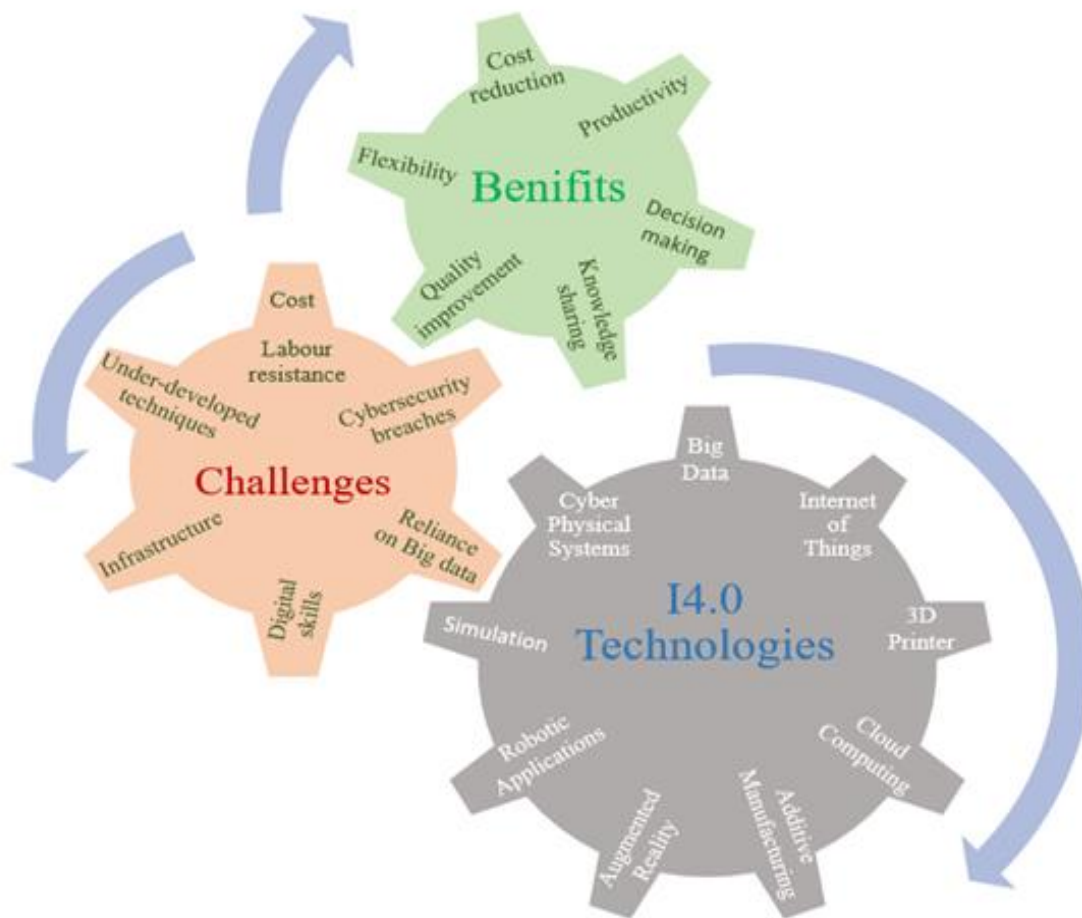 Cost
reduction
Productivity
Flexibility
Benifits
Decision
making
Quality
improvement
Knowledge
sharing
Cost
Labour
resistance
Under-developed
techniques
Cybersecurity
breaches
Challenges
Infrastructure
Reliance
on Big data
Digital
skills
Big
Data
Cyber
Physical
Systems
Internet
of
Things
I4.0
Technologies
Simulation
3D
Printer
Robotic
Applications
Cloud
Computing
Augmented
Reality
Additive
Manufacturing